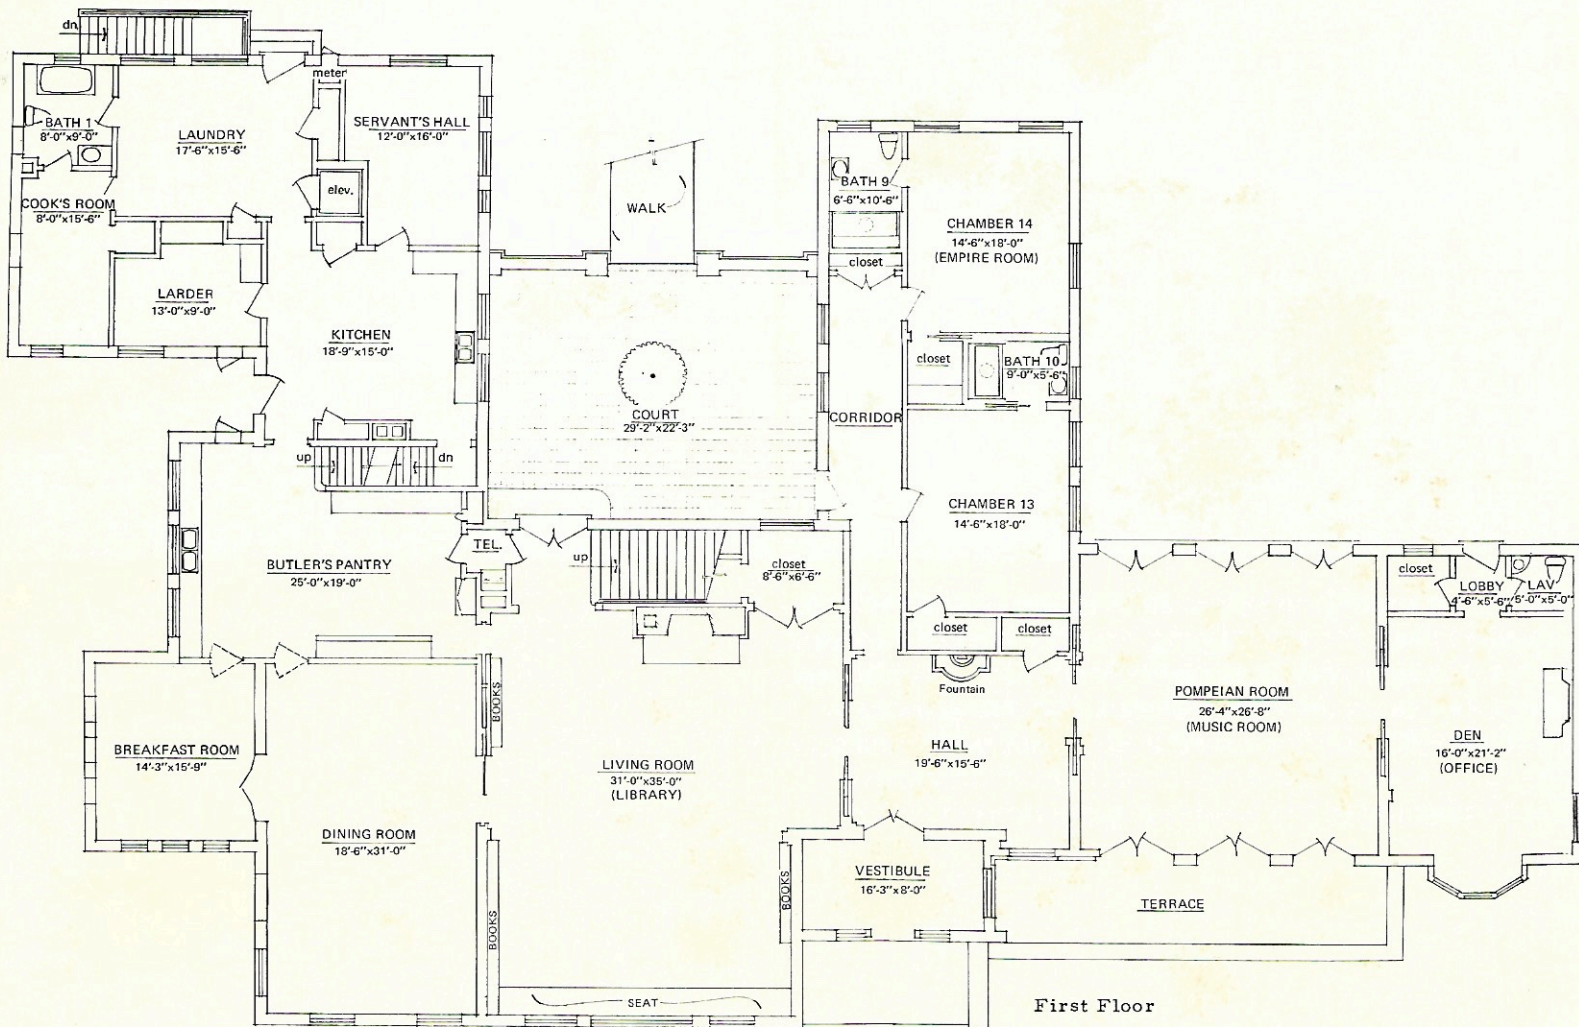 dn
meter
BATH 1
8'-0"x9'-0"
LAUNDRY
17'-6"x15'-6"
SERVANT'S HALL
12'-0"x16'-0"
elev.
COOK'S ROOM
8'-0"x15'-6"
WALK
BATH 9
6'-6"x10'-6"
CHAMBER 14
14'-6"x18'-0"
(EMPIRE ROOM)
closet
LARDER
13'-0"x9'-0"
KITCHEN
18'-9"x15'-0"
closet
BATH 10
9'-0"x5'-6"
COURT
29'-2"x22'-3"
CORRIDOR
up
dn
CHAMBER 13
14'-6"x18'-0"
TEL.
up
closet
8'-6"x6'-6"
BUTLER'S PANTRY
25'-0"x19'-0"
closet
LOBBY
4'-6"x5'-6"
LAV
5'-0"x5'-0"
closet
closet
Fountain
BOOKS
POMPEIAN ROOM
26'-4"x26'-8"
(MUSIC ROOM)
BREAKFAST ROOM
14'-3"x15'-9"
LIVING ROOM
31'-0"x35'-0"
(LIBRARY)
HALL
19'-6"x15'-6"
DEN
16'-0"x21'-2"
(OFFICE)
DINING ROOM
18'-6"x31'-0"
VESTIBULE
16'-3"x8'-0"
BOOKS
BOOKS
TERRACE
SEAT
First Floor